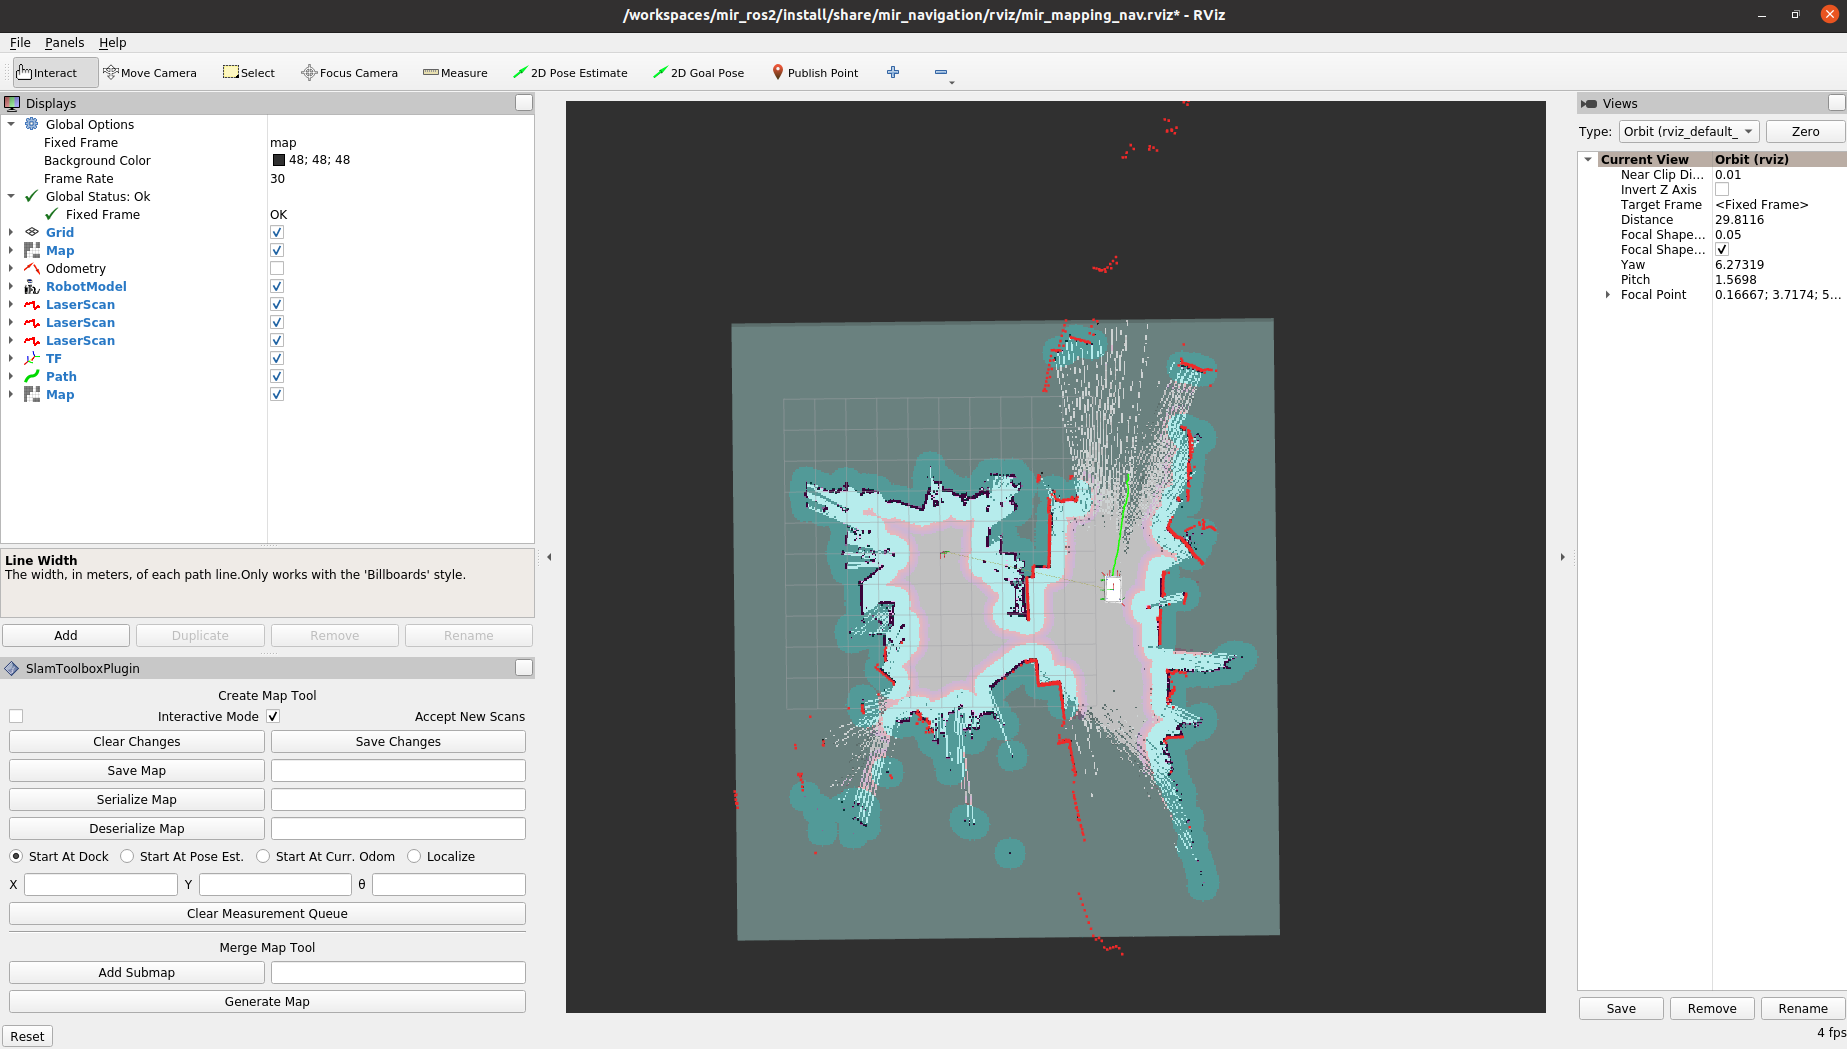 /workspaces/mir_ros2/install/share/mir_navigation/rviz/mir_mapping_nav.rviz* - RViz
File Panels Help
Interact Move Camera Select Focus Camera Measure 2D Pose Estimate 2D Goal Pose Publish Point
Displays
Global Options
Fixed Frame map
Background Color 48; 48; 48
Frame Rate 30
Global Status: Ok
Fixed Frame OK
Grid
Map
Odometry
RobotModel
LaserScan
LaserScan
LaserScan
TF
Path
Map
Line Width
The width, in meters, of each path line.Only works with the 'Billboards' style.
Add Duplicate Remove Rename
SlamToolboxPlugin
Create Map Tool
Interactive Mode Accept New Scans
Clear Changes Save Changes
Save Map
Serialize Map
Deserialize Map
Start At Dock Start At Pose Est. Start At Curr. Odom Localize
X Y θ
Clear Measurement Queue
Merge Map Tool
Add Submap
Generate Map
Reset
Views
Type: Orbit (rviz_default_ Zero
Current View Orbit (rviz)
Near Clip Di... 0.01
Invert Z Axis
Target Frame <Fixed Frame>
Distance 29.8116
Focal Shape... 0.05
Focal Shape...
Yaw 6.27319
Pitch 1.5698
Focal Point 0.16667; 3.7174; 5...
Save Remove Rename
4 fps